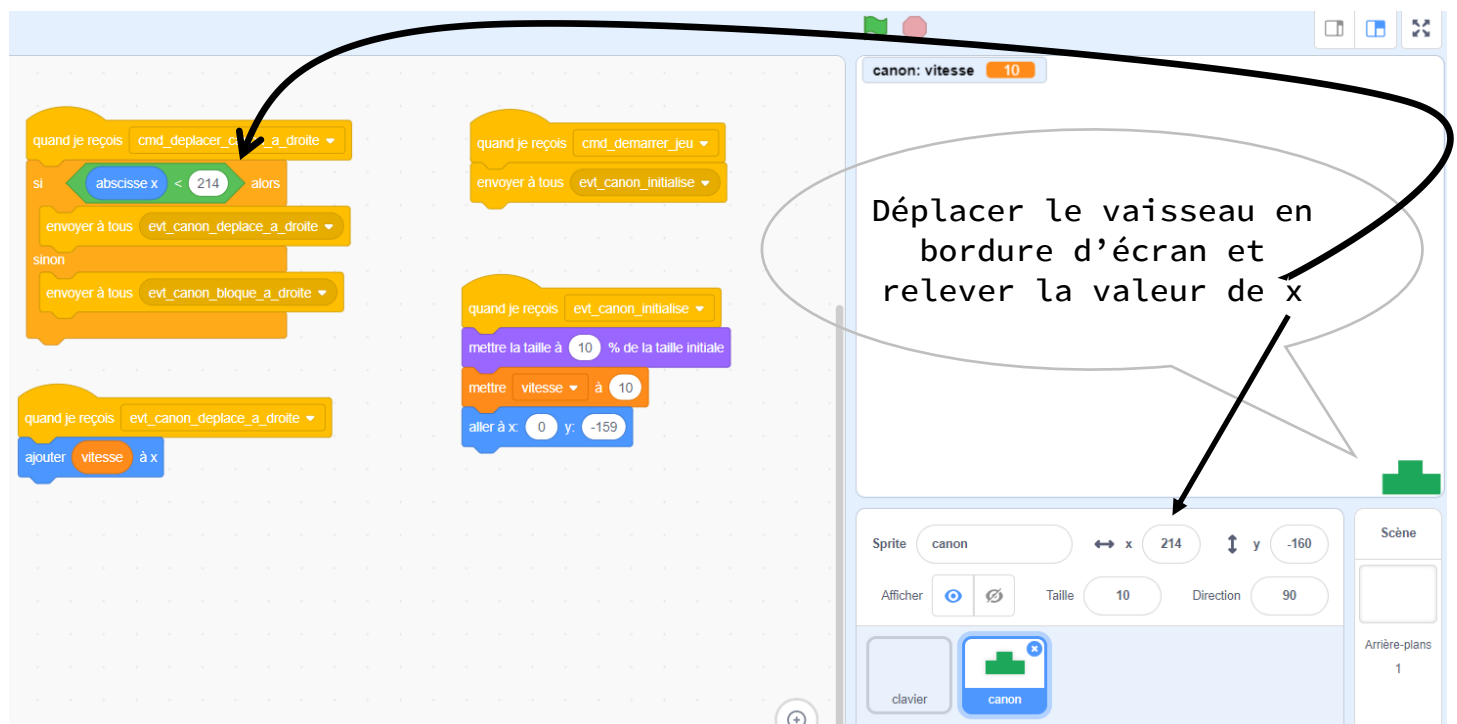 canon: vitesse 10
quand je reçois cmd_deplacer_ca a_droite
si abscisse x < 214 alors
envoyer à tous evt_canon_deplace_a_droite
sinon
envoyer à tous evt_canon_bloque_a_droite
quand je reçois evt_canon_deplace_a_droite
ajouter vitesse à x
quand je reçois cmd_demarrer_jeu
envoyer à tous evt_canon_initialise
quand je reçois evt_canon_initialise
mettre la taille à 10 % de la taille initiale
mettre vitesse à 10
aller à x: 0 y: -159
Déplacer le vaisseau en
bordure d’écran et
relever la valeur de x
Sprite canon x 214 y -160
Afficher Taille 10 Direction 90
clavier
canon
Scène
Arrière-plans
1